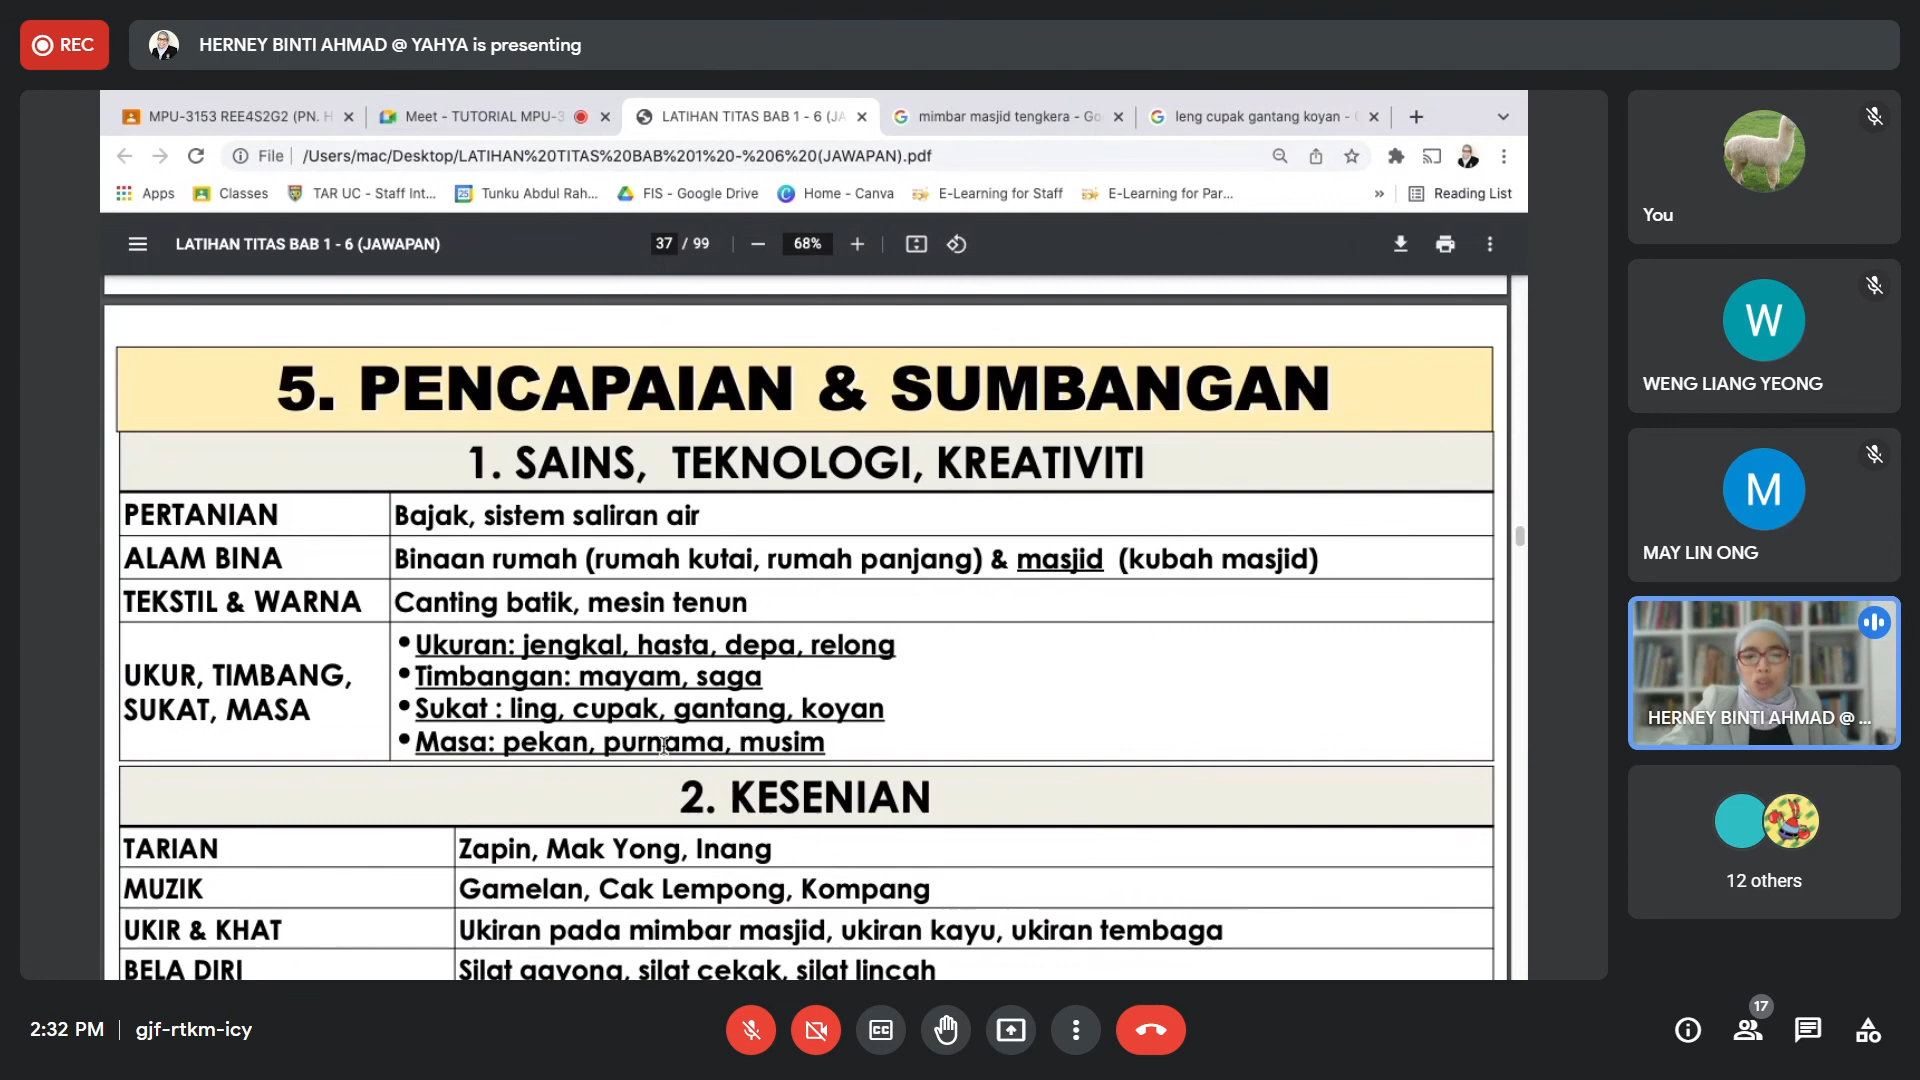 REC
HERNEY BINTI AHMAD @ YAHYA is presenting
MPU-3153 REE4S2G2 (PN. H
Meet - TUTORIAL MPU-3
LATIHAN TITAS BAB 1 - 6 (JA
mimbar masjid tengkera - Go
leng cupak gantang koyan -
File /Users/mac/Desktop/LATIHAN%20TITAS%20BAB%201%20-%206%20(JAWAPAN).pdf
Apps Classes TAR UC - Staff Int... 25 Tunku Abdul Rah... FIS - Google Drive C Home - Canva E-Learning for Staff E-Learning for Par... » Reading List
LATIHAN TITAS BAB 1 - 6 (JAWAPAN) 37 / 99 68%
5. PENCAPAIAN & SUMBANGAN
1. SAINS, TEKNOLOGI, KREATIVITI
PERTANIAN Bajak, sistem saliran air
ALAM BINA Binaan rumah (rumah kutai, rumah panjang) & masjid (kubah masjid)
TEKSTIL & WARNA Canting batik, mesin tenun
UKUR, TIMBANG,
SUKAT, MASA
•Ukuran: jengkal, hasta, depa, relong
•Timbangan: mayam, saga
•Sukat : ling, cupak, gantang, koyan
•Masa: pekan, purnama, musim
2. KESENIAN
TARIAN Zapin, Mak Yong, Inang
MUZIK Gamelan, Cak Lempong, Kompang
UKIR & KHAT Ukiran pada mimbar masjid, ukiran kayu, ukiran tembaga
BELA DIRI Silat gayong, silat cekak, silat lincah
You
W
WENG LIANG YEONG
M
MAY LIN ONG
HERNEY BINTI AHMAD @ ...
12 others
2:32 PM | gjf-rtkm-icy
CC
17